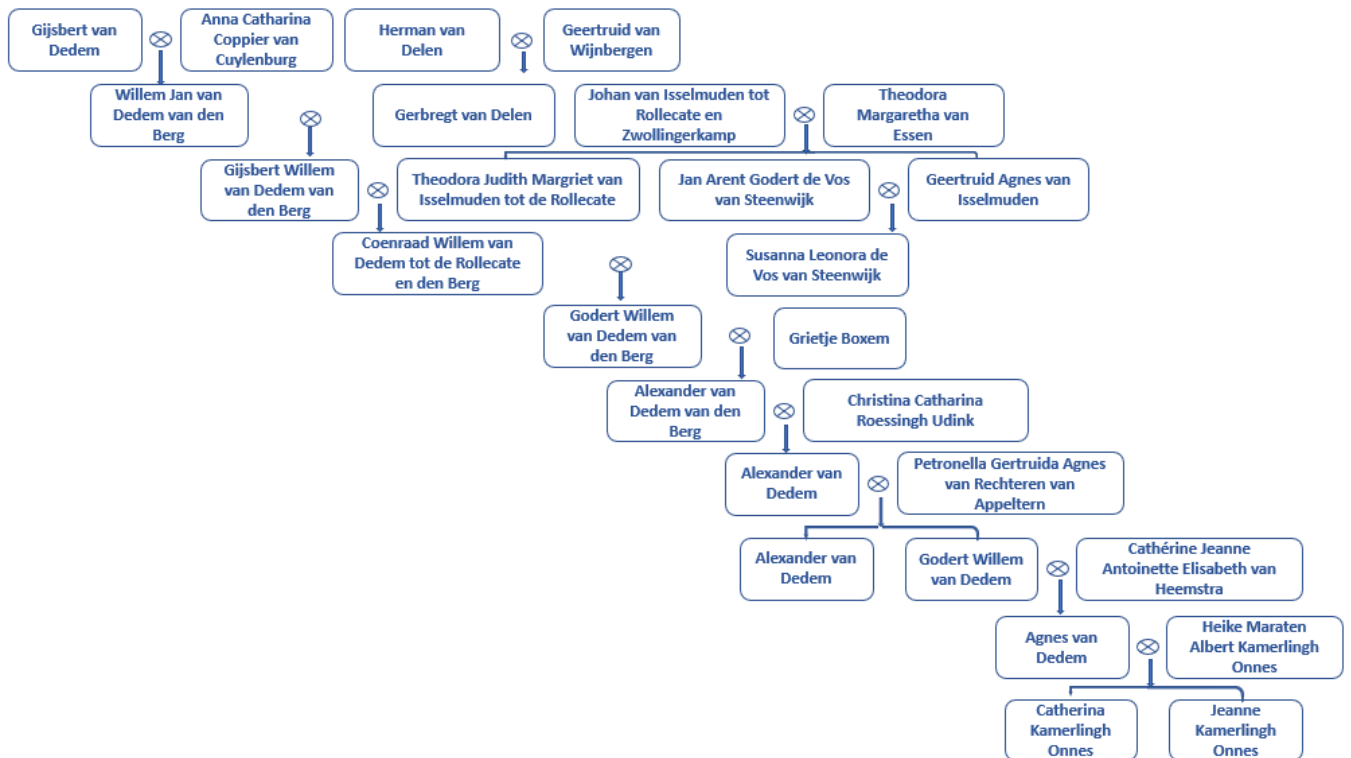 Gijsbert van
Dedem
Anna Catharina
Coppier van
Cuylenburg
Herman van
Delen
Geertruid van
Wijnbergen
Willem Jan van
Dedem van den
Berg
Gerbregt van Delen
Johan van Isselmuden tot
Rollecate en
Zwollingerkamp
Theodora
Margaretha van
Essen
Gijsbert Willem
van Dedem van
den Berg
Theodora Judith Margriet van
Isselmuden tot de Rollecate
Jan Arent Godert de Vos
van Steenwijk
Geertruid Agnes van
Isselmuden
Coenraad Willem van
Dedem tot de Rollecate
en den Berg
Susanna Leonora de
Vos van Steenwijk
Godert Willem
van Dedem van
den Berg
Grietje Boxem
Alexander van
Dedem van den
Berg
Christina Catharina
Roessingh Udink
Alexander van
Dedem
Petronella Gertruida Agnes
van Rechteren van
Appeltern
Alexander van
Dedem
Godert Willem
van Dedem
Cathérine Jeanne
Antoinette Elisabeth van
Heemstra
Agnes van
Dedem
Heike Maraten
Albert Kamerlingh
Onnes
Catherina
Kamerlingh
Onnes
Jeanne
Kamerlingh
Onnes